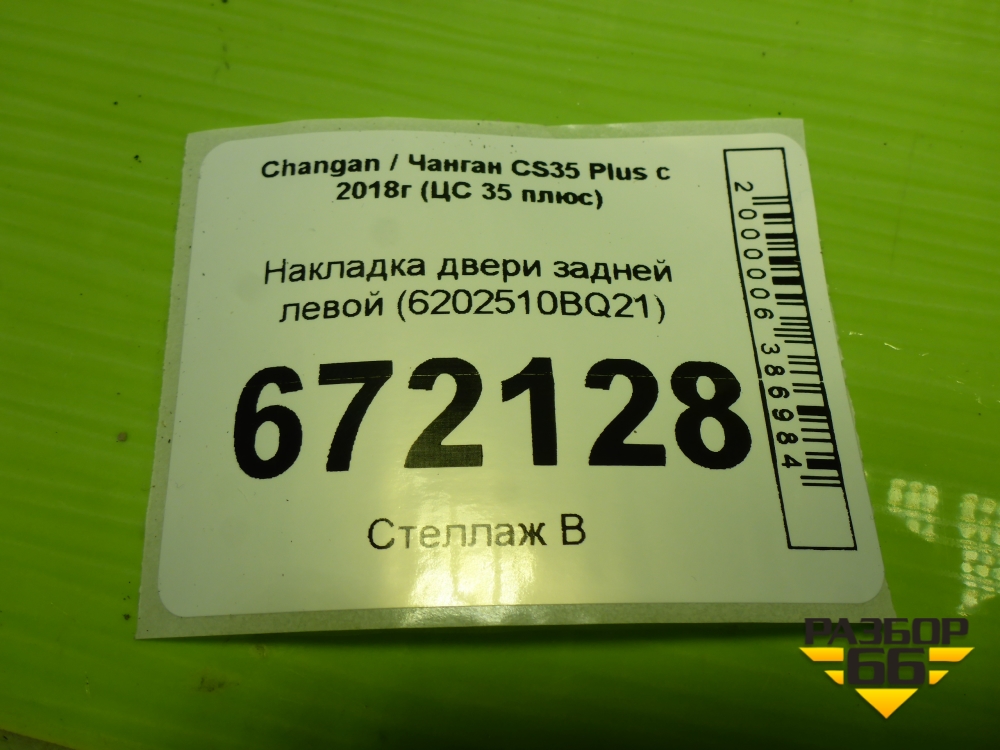 Changan / Чанган CS35 Plus с
2018г (ЦС 35 плюс)
Накладка двери задней
левой (6202510BQ21)
672128
Стеллаж В
2000006386984
РАЗБОР
66